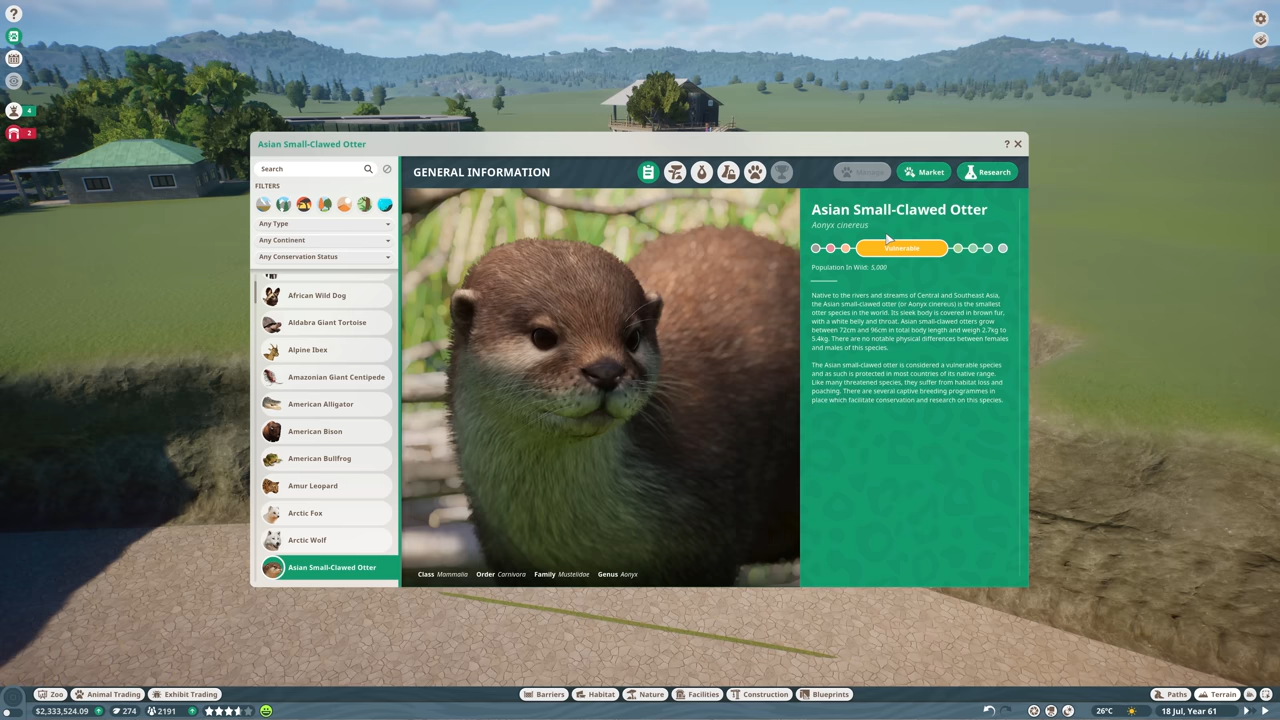 4
2
Asian Small-Clawed Otter
?
Search
FILTERS
Any Type
Any Continent
Any Conservation Status
African Wild Dog
Aldabra Giant Tortoise
Alpine Ibex
Amazonian Giant Centipede
American Alligator
American Bison
American Bullfrog
Amur Leopard
Arctic Fox
Arctic Wolf
Asian Small-Clawed Otter
GENERAL INFORMATION
Manage
Market
Research
Class Mammalia Order Carnivora Family Mustelidae Genus Aonyx
Asian Small-Clawed Otter
Aonyx cinereus
Vulnerable
Population In Wild: 5,000
Native to the rivers and streams of Central and Southeast Asia,
the Asian small-clawed otter (or Aonyx cinereus) is the smallest
otter species in the world. Its sleek body is covered in brown fur,
with a white belly and throat. Asian small-clawed otters grow
between 72cm and 96cm in total body length and weigh 2.7kg to
5.4kg. There are no notable physical differences between females
and males of this species.
The Asian small-clawed otter is considered a vulnerable species
and as such is protected in most countries of its native range.
Like many threatened species, they suffer from habitat loss and
poaching. There are several captive breeding programmes in
place which facilitate conservation and research on this species.
Zoo
Animal Trading
Exhibit Trading
Barriers
Habitat
Nature
Facilities
Construction
Blueprints
Paths
Terrain
$2,333,524.09
274
2191
26°C
18 Jul, Year 61